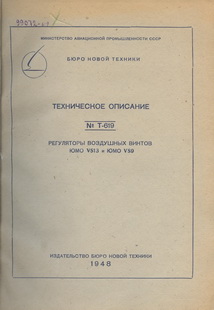 МИНИСТЕРСТВО АВИАЦИОННОЙ ПРОМЫШЛЕННОСТИ СССР
БЮРО НОВОЙ ТЕХНИКИ
ТЕХНИЧЕСКОЕ ОПИСАНИЕ
№ Т-619
РЕГУЛЯТОРЫ ВОЗДУШНЫХ ВИНТОВ
ЮМО VS13 и ЮМО VS9
ИЗДАТЕЛЬСТВО БЮРО НОВОЙ ТЕХНИКИ
1948